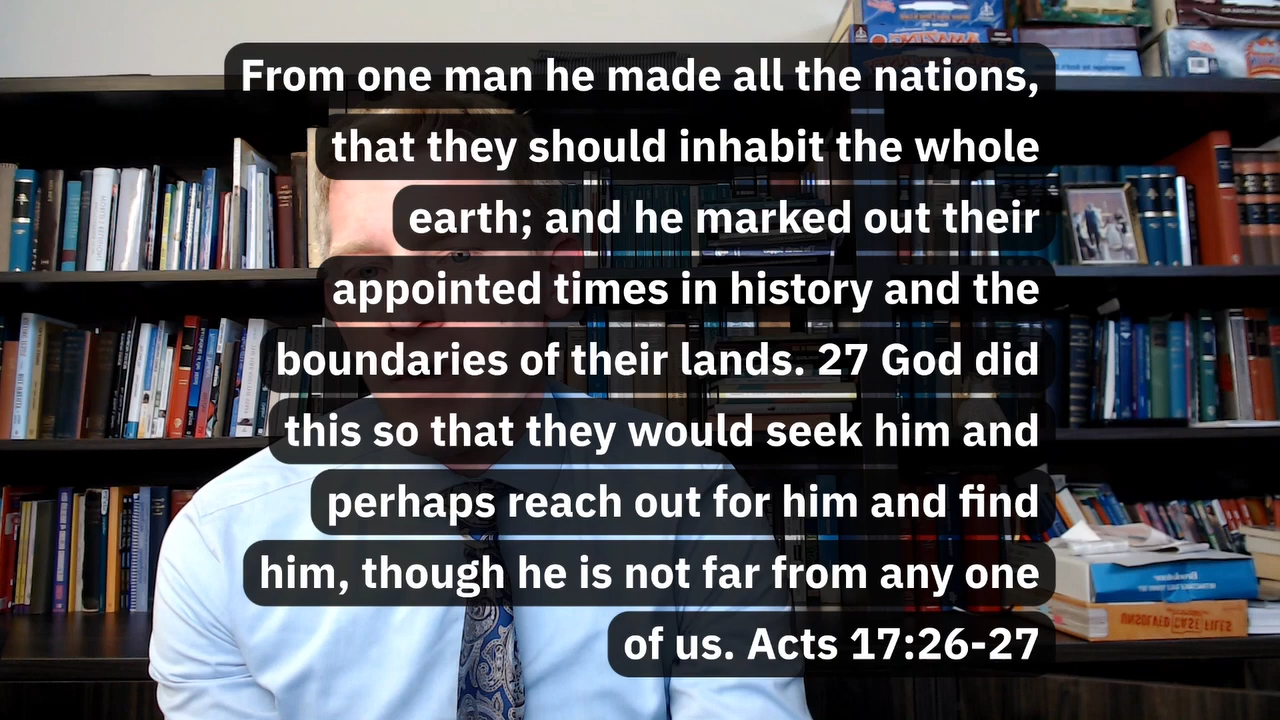 From one man he made all the nations,
that they should inhabit the whole
earth; and he marked out their
appointed times in history and the
boundaries of their lands. 27 God did
this so that they would seek him and
perhaps reach out for him and find
him, though he is not far from any one
of us. Acts 17:26-27
UNSOLVED CASE FILES